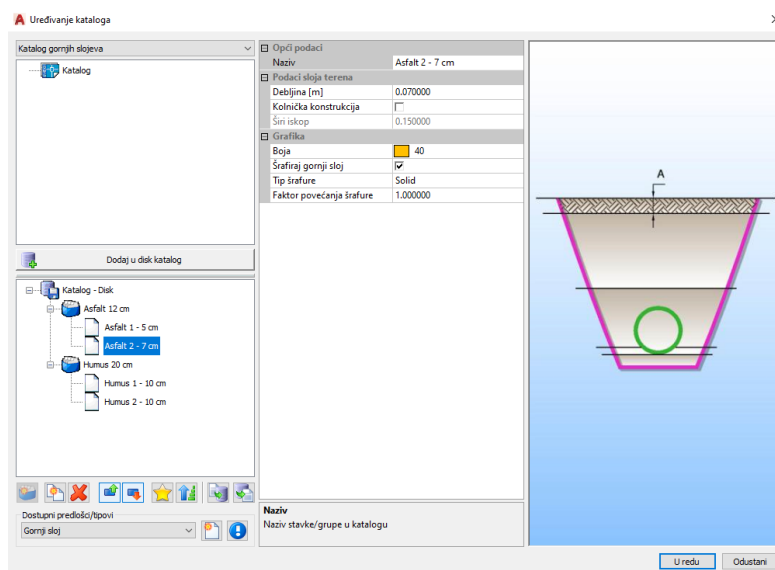 Uređivanje kataloga
Katalog gornjih slojeva
Katalog
Dodaj u disk katalog
Katalog - Disk
Asfalt 12 cm
Asfalt 1 - 5 cm
Asfalt 2 - 7 cm
Humus 20 cm
Humus 1 - 10 cm
Humus 2 - 10 cm
Dostupni predlošci/tipovi
Gornji sloj
Opći podaci
Naziv Asfalt 2 - 7 cm
Podaci sloja terena
Debljina [m] 0.070000
Kolnička konstrukcija
Širi iskop 0.150000
Grafika
Boja 40
Šrafiraj gornji sloj
Tip šrafure Solid
Faktor povećanja šrafure 1.000000
Naziv
Naziv stavke/grupe u katalogu
A
U redu Odustani